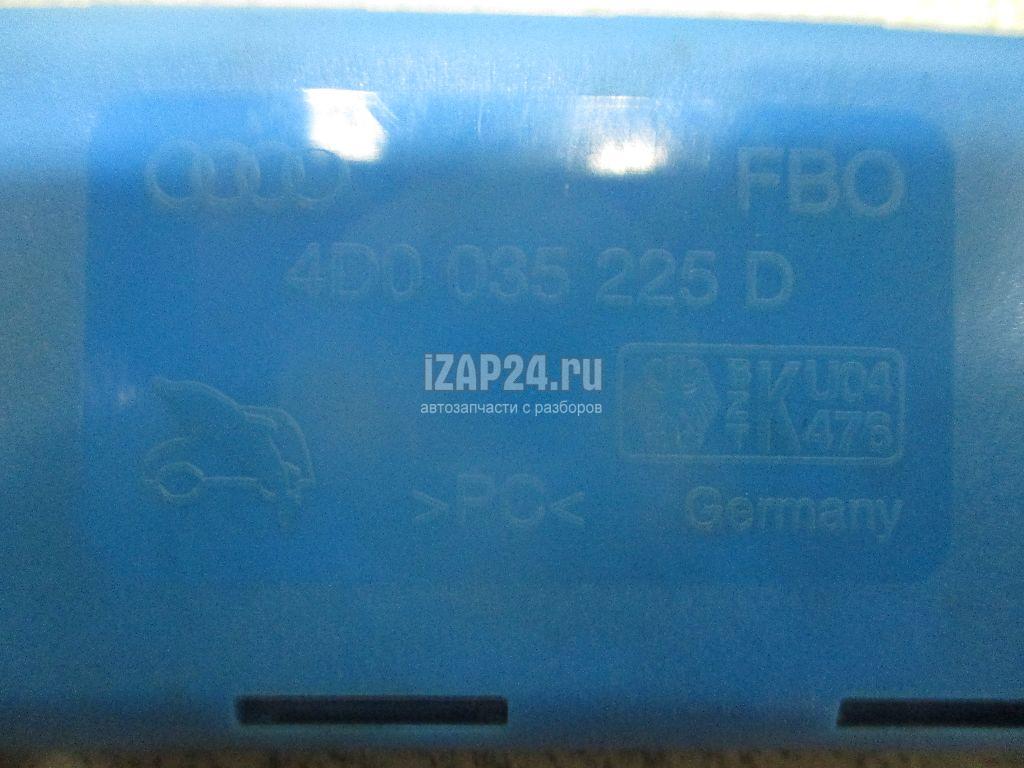 FBO
4D0 035 225 D
iZAP24.ru
автозапчасти с разборов
B Z T K U04 476
>PC<
Germany